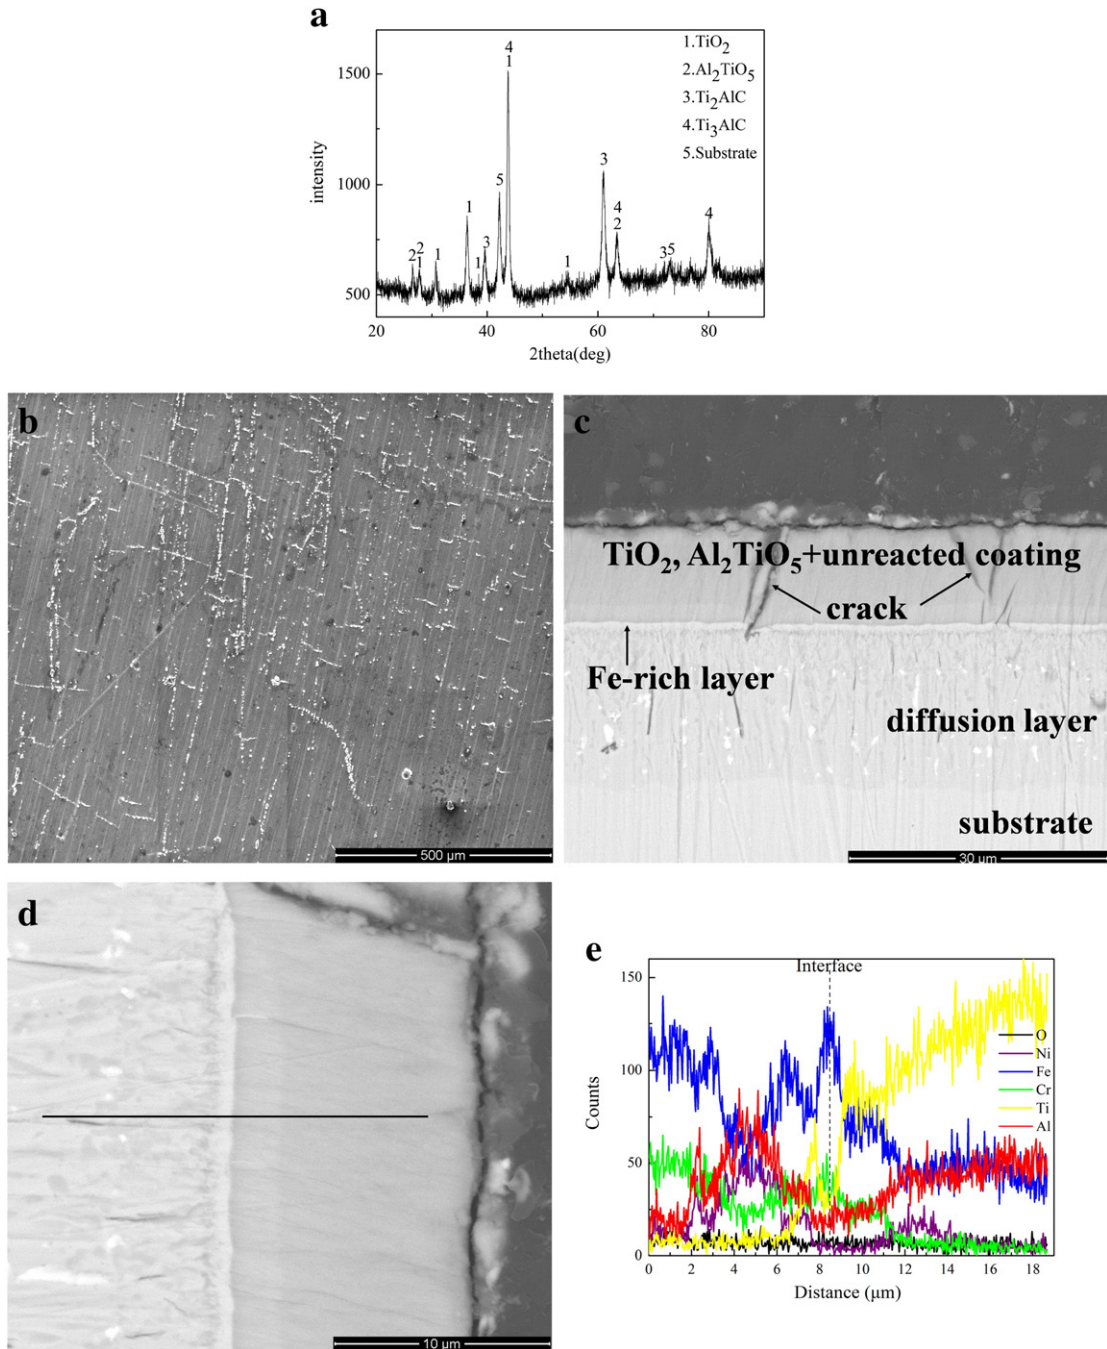 a
4
1
1.TiO2
2.Al2TiO5
3.Ti2AlC
4.Ti3AlC
5.Substrate
1500
1000
500
intensity
2
2
1
1
1
1
3
5
1
3
4
2
3
5
4
20
40
60
80
2theta(deg)
b
500 µm
c
TiO2, Al2TiO5+unreacted coating
crack
Fe-rich layer
diffusion layer
substrate
30 µm
d
10 µm
e
Interface
150
100
50
0
Counts
O
Ni
Fe
Cr
Ti
Al
0 2 4 6 8 10 12 14 16 18
Distance (µm)